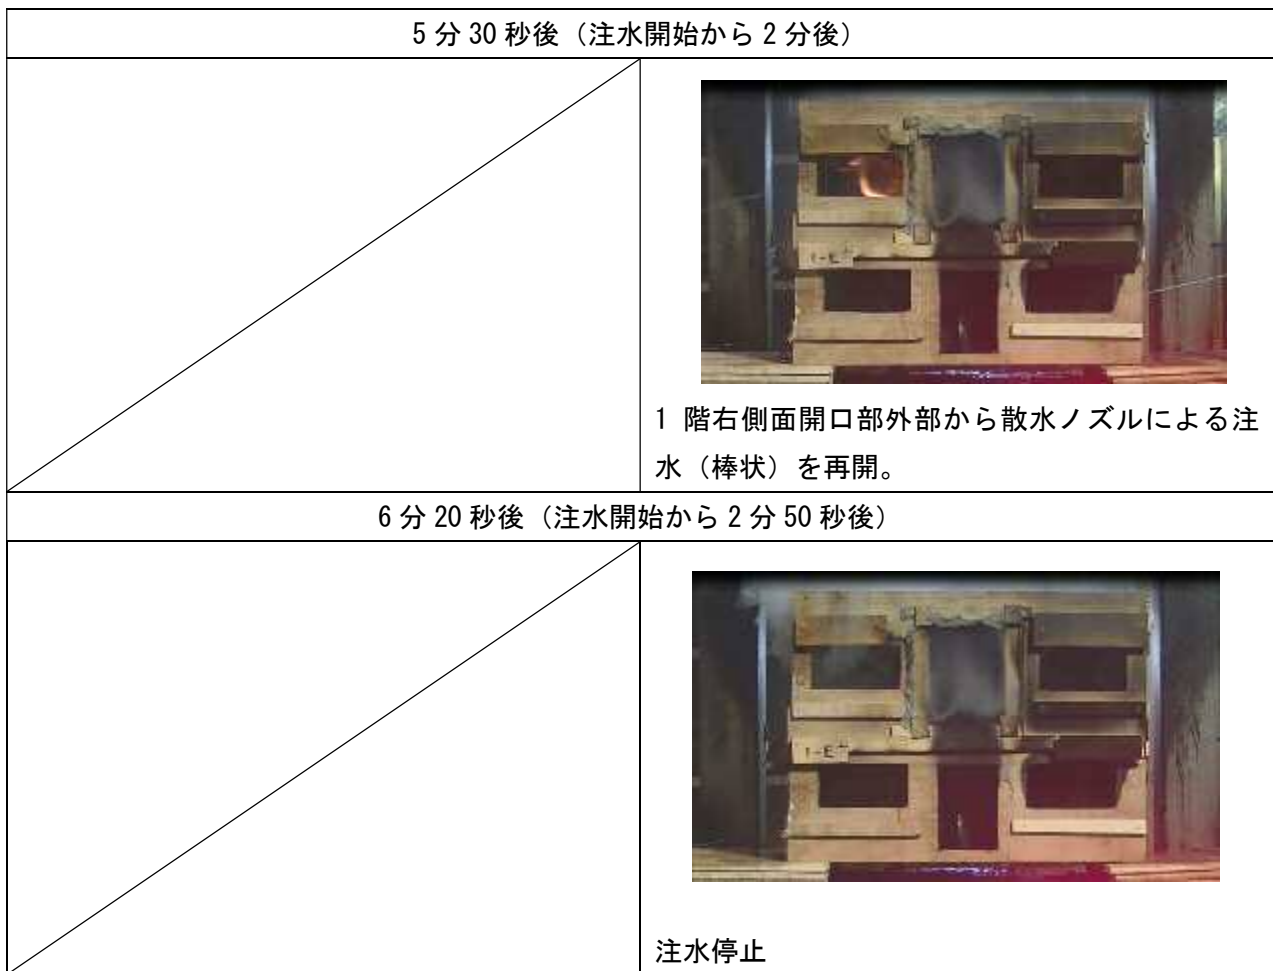 5 分 30 秒後（注水開始から 2 分後）
1-E
1 階右側面開口部外部から散水ノズルによる注
水（棒状）を再開。
6 分 20 秒後（注水開始から 2 分 50 秒後）
1-E
注水停止